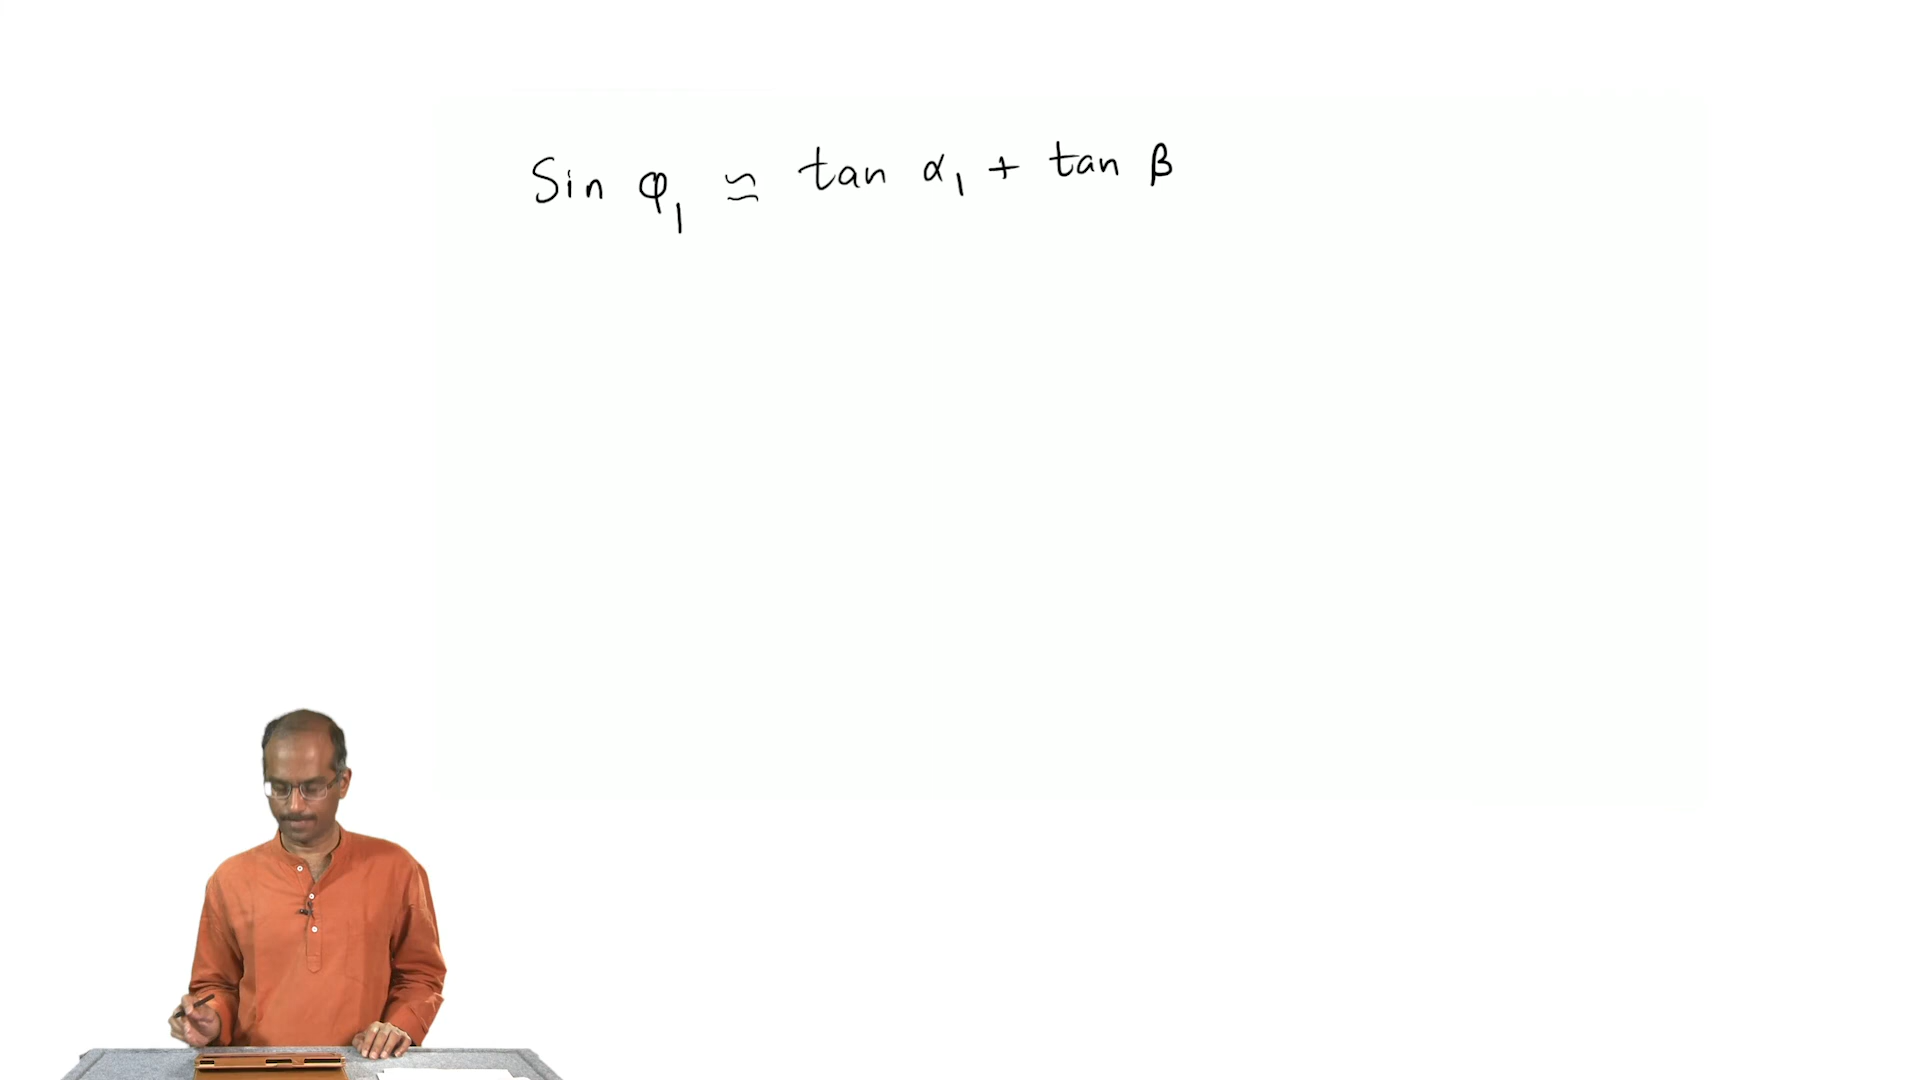 Sin φ₁ ≃ tan α₁ + tan β